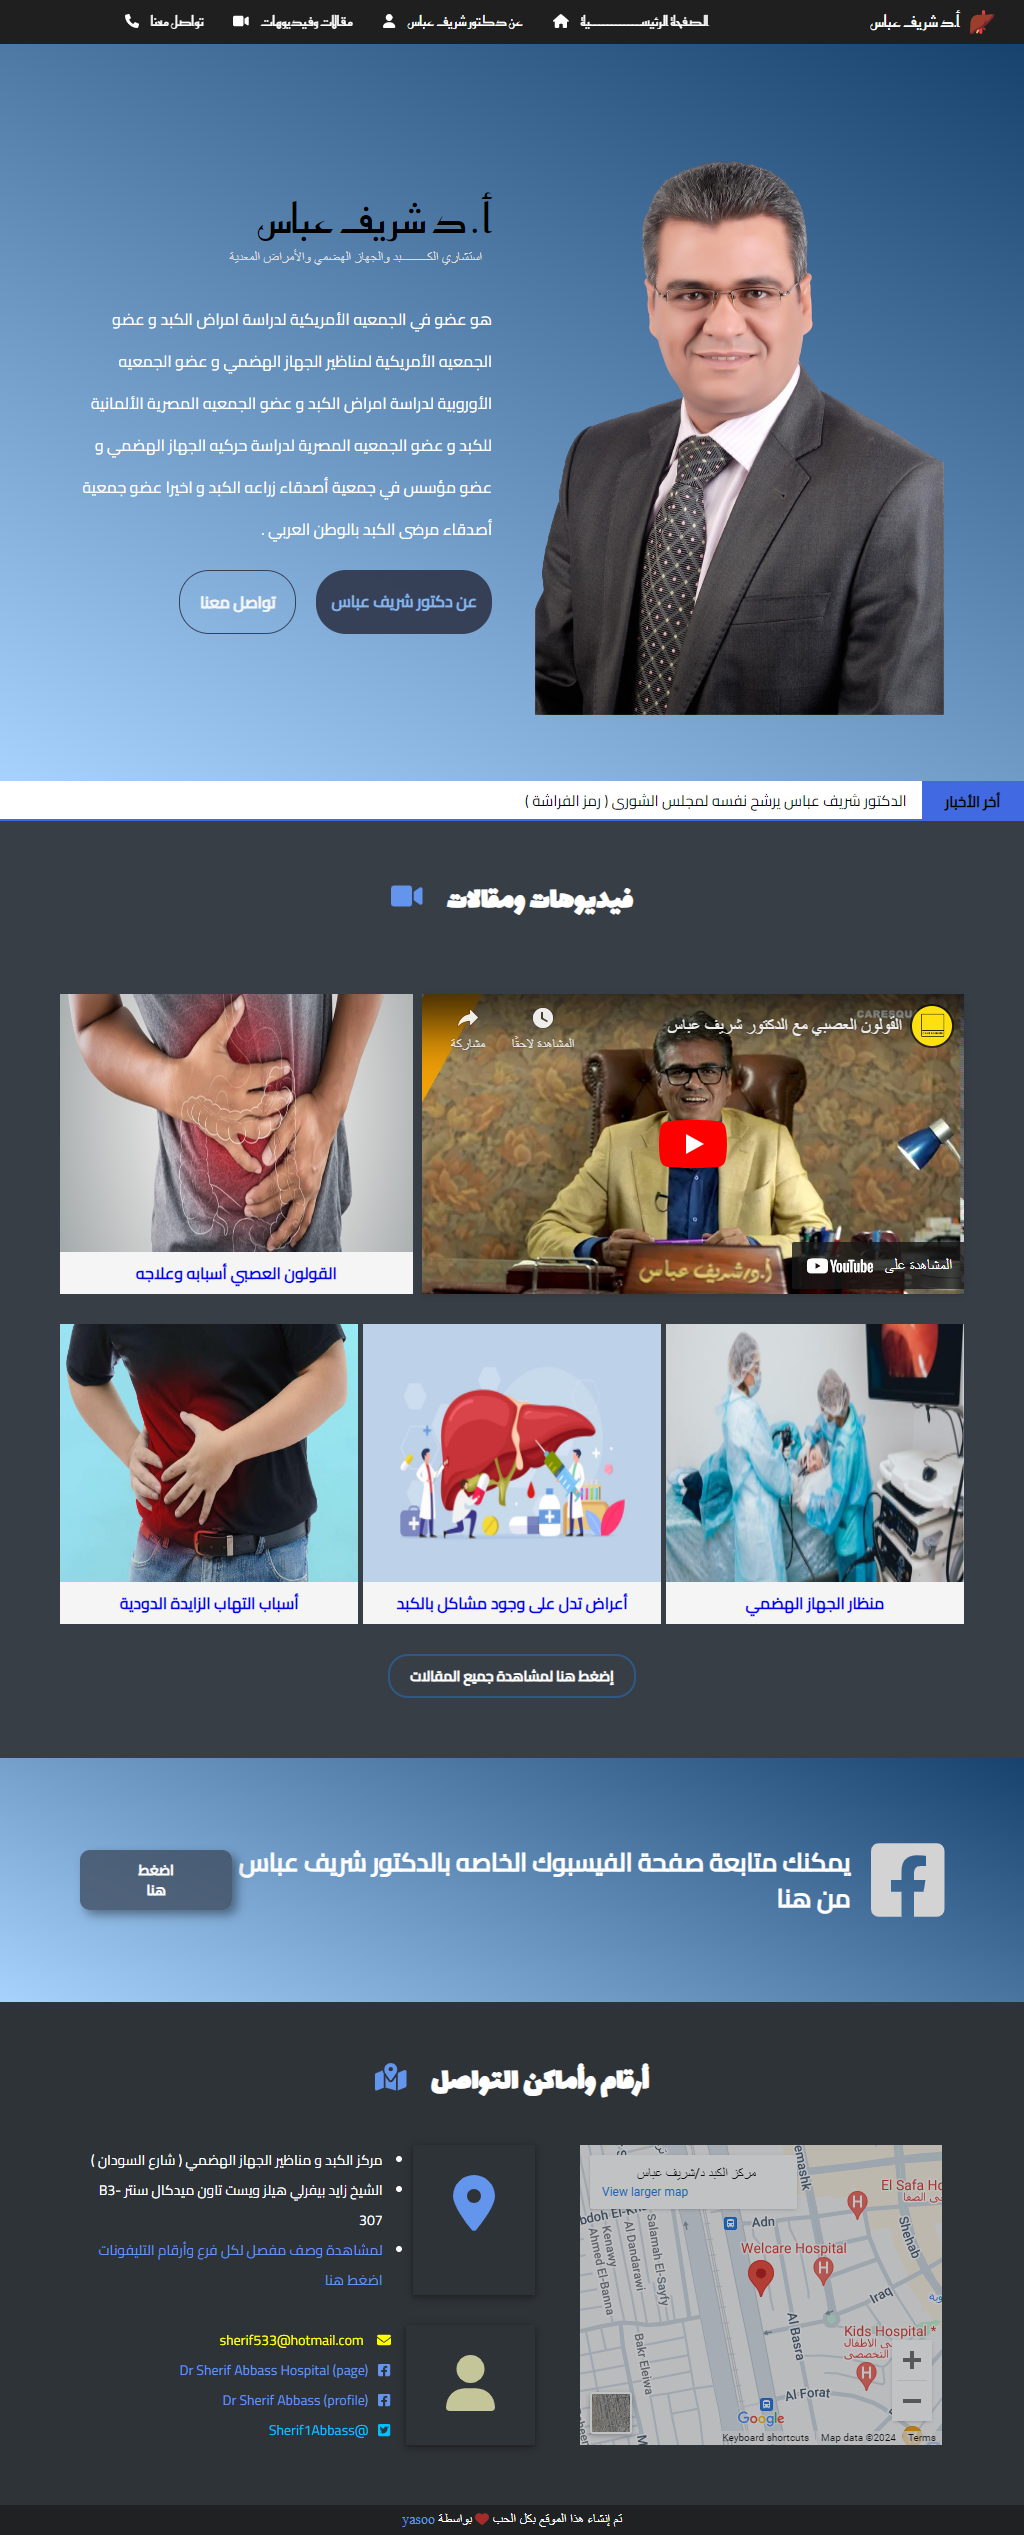 أ.د شريف عباس
الصفحة الرئيســـــــــــــية
عن دكتور شريف عباس
مقالات وفيديوهات
تواصل معنا
أ.د شريف عباس
استشاري الكـــــــبد والجهاز الهضمي والأمراض المعدية
هو عضو في الجمعيه الأمريكية لدراسة امراض الكبد و عضو
الجمعيه الأمريكية لمناظير الجهاز الهضمي و عضو الجمعيه
الأوروبية لدراسة امراض الكبد و عضو الجمعيه المصرية الألمانية
للكبد و عضو الجمعيه المصرية لدراسة حركيه الجهاز الهضمي و
عضو مؤسس في جمعية أصدقاء زراعه الكبد و اخيرا عضو جمعية
أصدقاء مرضى الكبد بالوطن العربي .
عن دكتور شريف عباس
تواصل معنا
أخر الأخبار
الدكتور شريف عباس يرشح نفسه لمجلس الشورى ( رمز الفراشة )
فيديوهات ومقالات
القولون العصبي مع الدكتور شريف عباس
المشاهدة لاحقًا
مشاركة
أ.د/شريف عباس
المشاهدة على YouTube
القولون العصبي أسبابه وعلاجه
منظار الجهاز الهضمي
أعراض تدل على وجود مشاكل بالكبد
أسباب التهاب الزايدة الدودية
إضغط هنا لمشاهدة جميع المقالات
يمكنك متابعة صفحة الفيسبوك الخاصه بالدكتور شريف عباس
من هنا
اضغط
هنا
أرقام وأماكن التواصل
مركز الكبد د/شريف عباس
View larger map
Adn
El Safa Ho
Welcare Hospital
Shehab
Salamah El-Sayfy
Al Dandarawi
Kenawy
Ahmed El-Banna
Bakr Eleiwa
Al Basra
Iraq
Kids Hospital *
Al Forat
Google
Keyboard shortcuts
Map data ©2024
Terms
مركز الكبد و مناظير الجهاز الهضمي ( شارع السودان )
الشيخ زايد بيفرلي هيلز ويست تاون ميدكال سنتر B3-
307
لمشاهدة وصف مفصل لكل فرع وأرقام التليفونات
اضغط هنا
sherif533@hotmail.com
Dr Sherif Abbass Hospital (page)
Dr Sherif Abbass (profile)
Sherif1Abbass@
تم إنشاء هذا الموقع بكل الحب بواسطة yasoo